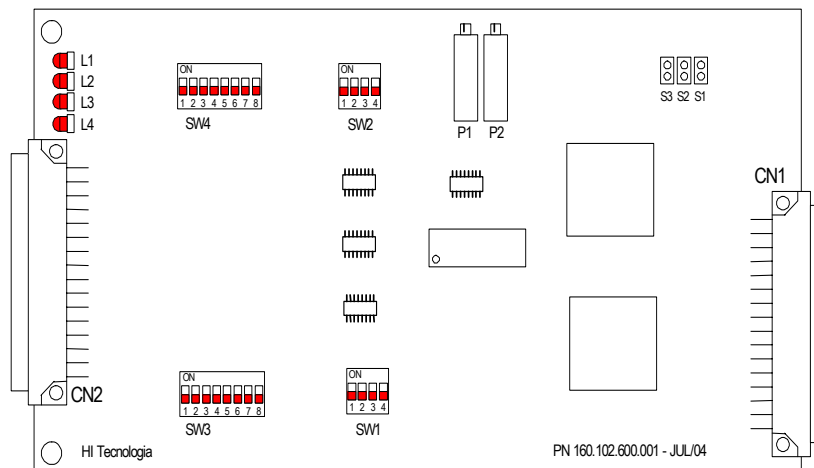 L1
L2
L3
L4
ON
1 2 3 4 5 6 7 8
SW4
ON
1 2 3 4
SW2
P1 P2
S3 S2 S1
CN1
CN2
ON
1 2 3 4 5 6 7 8
SW3
ON
1 2 3 4
SW1
HI Tecnologia
PN 160.102.600.001 - JUL/04